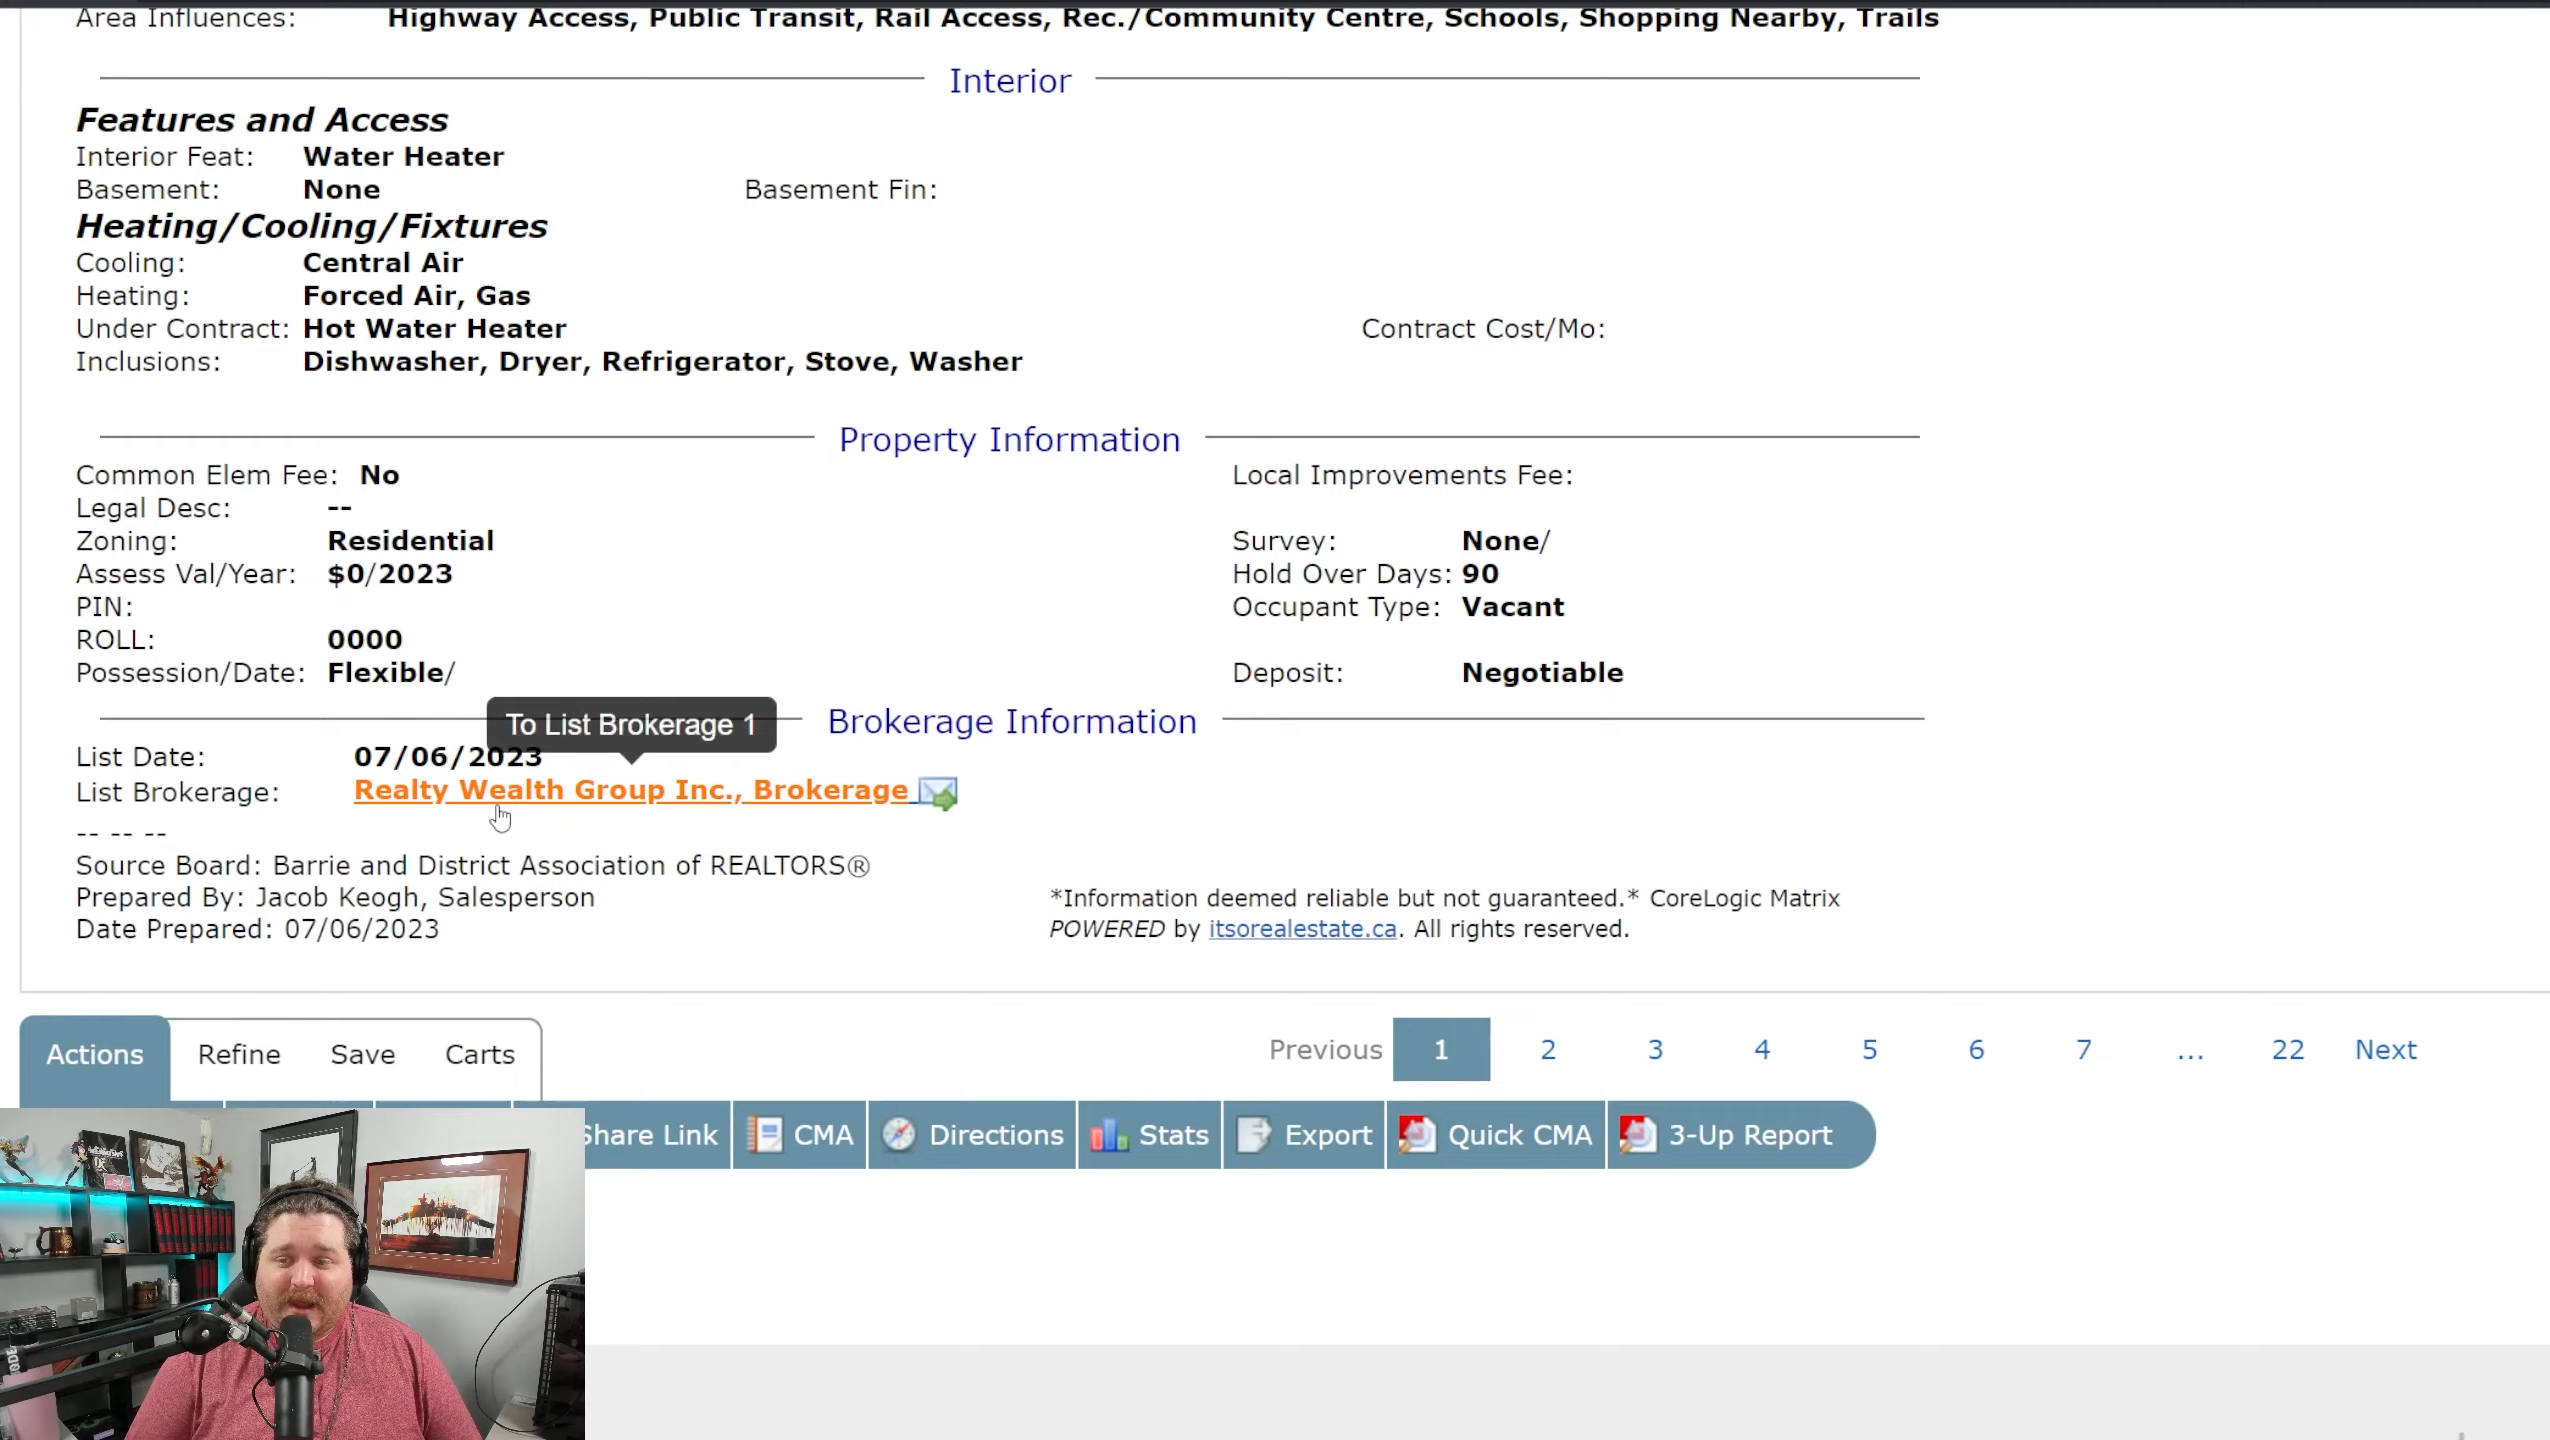 Area Influences: Highway Access, Public Transit, Rail Access, Rec./Community Centre, Schools, Shopping Nearby, Trails
Interior
Features and Access
Interior Feat: Water Heater
Basement: None Basement Fin:
Heating/Cooling/Fixtures
Cooling: Central Air
Heating: Forced Air, Gas
Under Contract: Hot Water Heater Contract Cost/Mo:
Inclusions: Dishwasher, Dryer, Refrigerator, Stove, Washer
Property Information
Common Elem Fee: No Local Improvements Fee:
Legal Desc: --
Zoning: Residential Survey: None/
Assess Val/Year: $0/2023 Hold Over Days: 90
PIN: Occupant Type: Vacant
ROLL: 0000
Possession/Date: Flexible/ Deposit: Negotiable
To List Brokerage 1
Brokerage Information
List Date: 07/06/2023
List Brokerage: Realty Wealth Group Inc., Brokerage
-- -- --
Source Board: Barrie and District Association of REALTORS®
Prepared By: Jacob Keogh, Salesperson *Information deemed reliable but not guaranteed.* CoreLogic Matrix
Date Prepared: 07/06/2023 POWERED by itsorealestate.ca. All rights reserved.
Actions Refine Save Carts Previous 1 2 3 4 5 6 7 ... 22 Next
Share Link CMA Directions Stats Export Quick CMA 3-Up Report